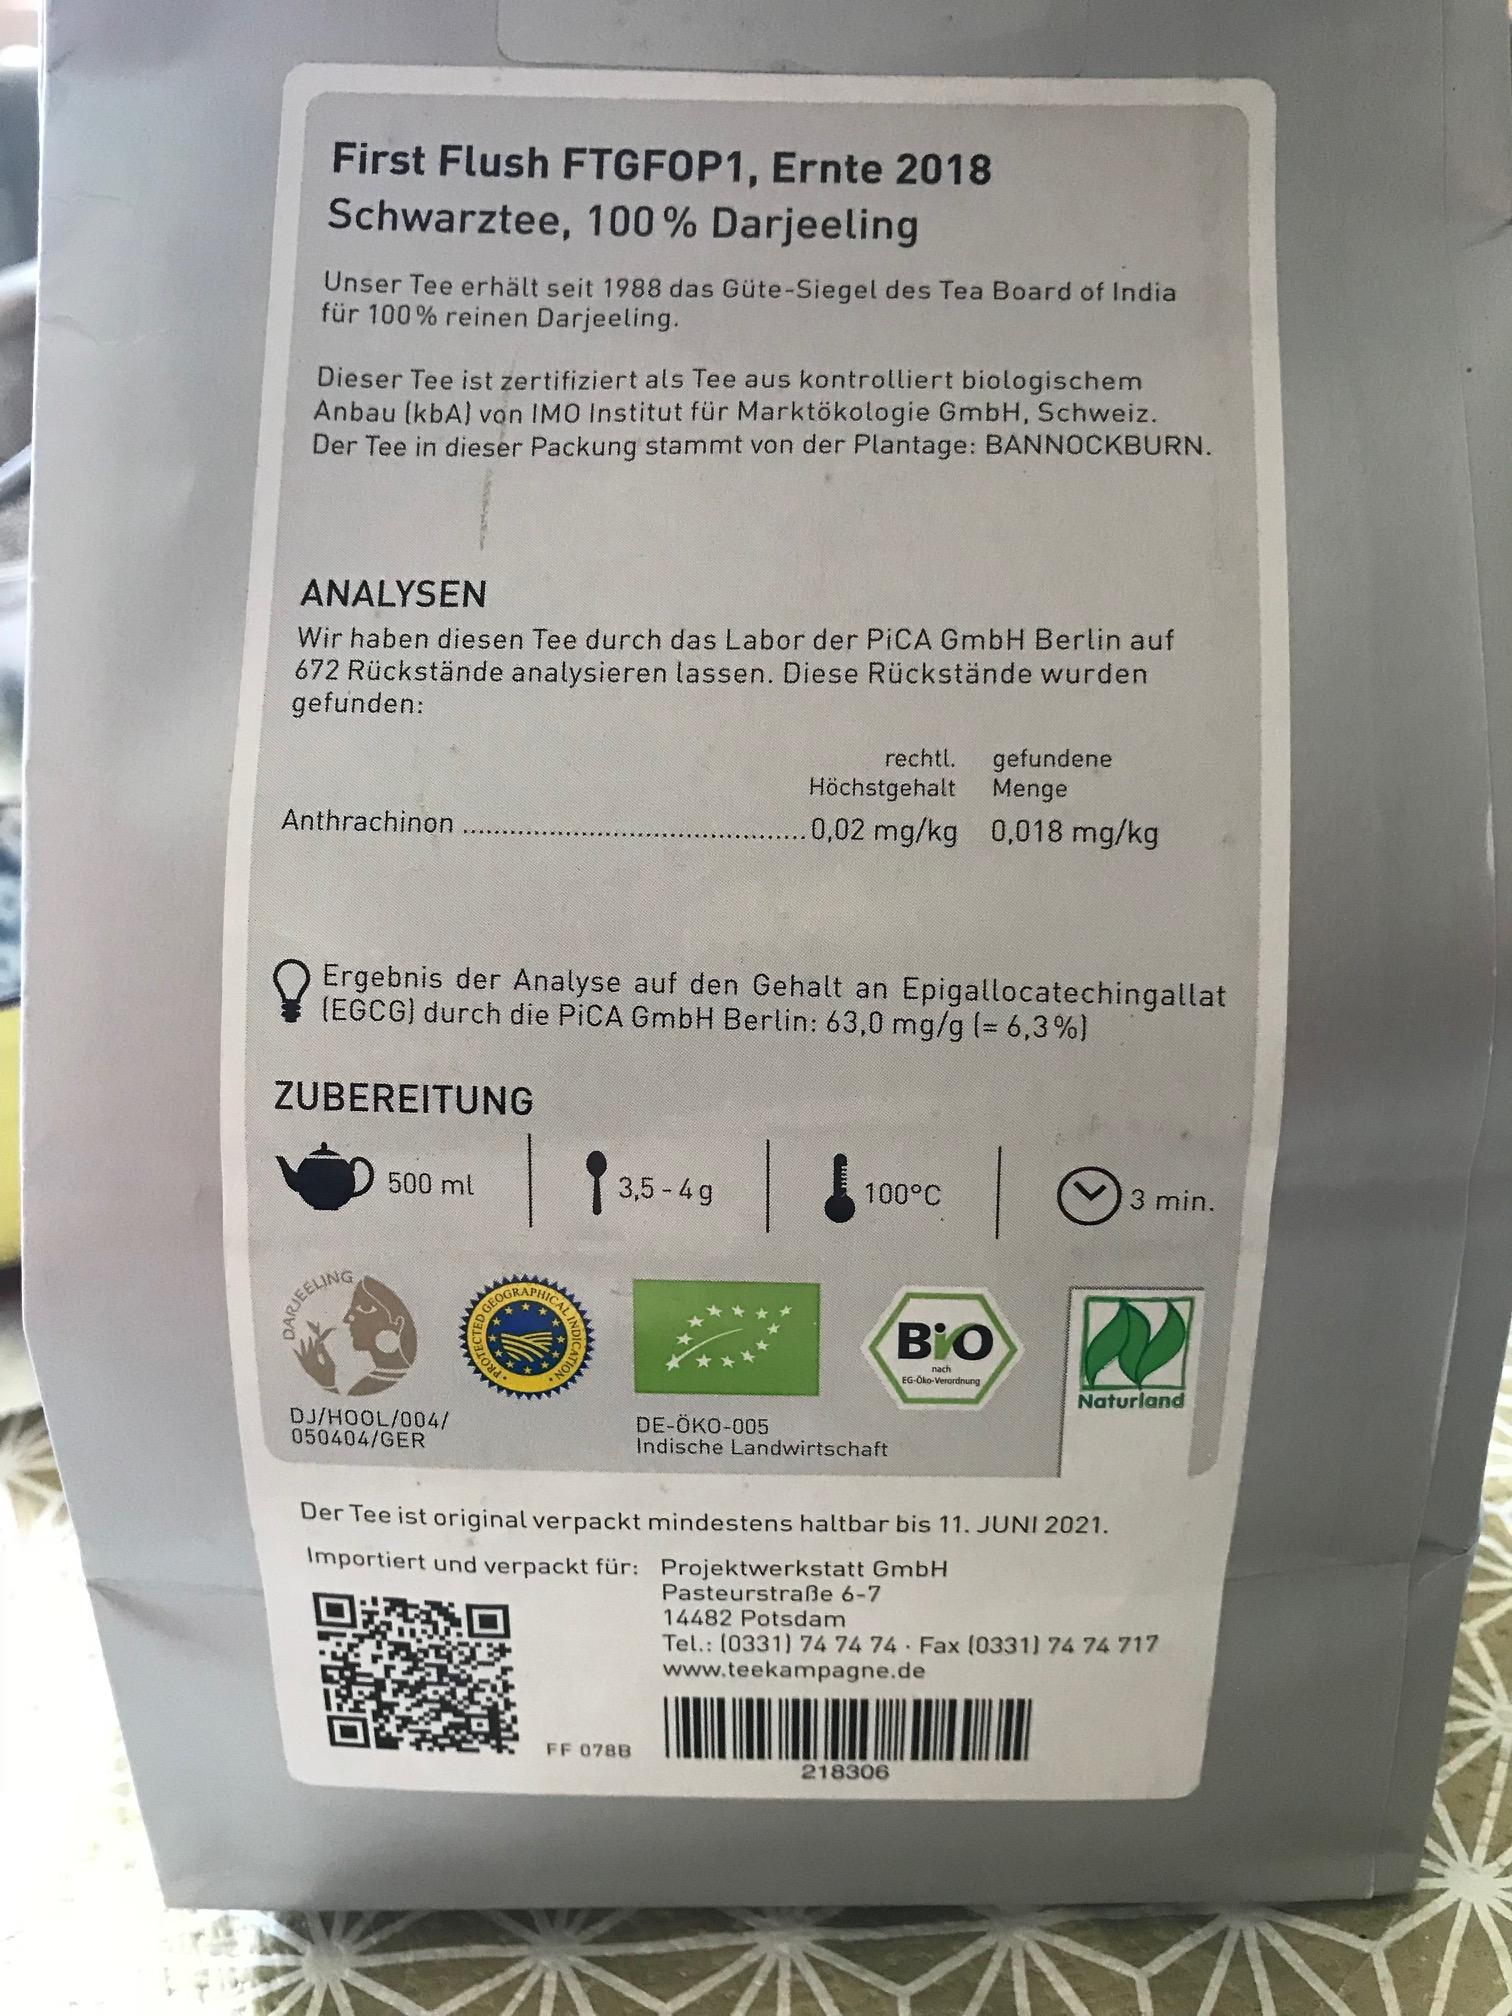 First Flush FTGFOP1, Ernte 2018
Schwarztee, 100% Darjeeling
Unser Tee erhält seit 1988 das Güte-Siegel des Tea Board of India
für 100% reinen Darjeeling.
Dieser Tee ist zertifiziert als Tee aus kontrolliert biologischem
Anbau (kbA) von IMO Institut für Marktökologie GmbH, Schweiz.
Der Tee in dieser Packung stammt von der Plantage: BANNOCKBURN.
ANALYSEN
Wir haben diesen Tee durch das Labor der PiCA GmbH Berlin auf
672 Rückstände analysieren lassen. Diese Rückstände wurden
gefunden:
rechtl. gefundene
Höchstgehalt Menge
Anthrachinon ........................................ 0,02 mg/kg 0,018 mg/kg
Ergebnis der Analyse auf den Gehalt an Epigallocatechingallat
(EGCG) durch die PiCA GmbH Berlin: 63,0 mg/g (= 6,3%)
ZUBEREITUNG
500 ml 3,5 - 4 g 100°C 3 min.
DARJEELING
PROTECTED GEOGRAPHICAL INDICATION
BiO
nach
EG-Öko-Verordnung
Naturland
DJ/HOOL/004/
050404/GER
DE-ÖKO-005
Indische Landwirtschaft
Der Tee ist original verpackt mindestens haltbar bis 11. JUNI 2021.
Importiert und verpackt für: Projektwerkstatt GmbH
Pasteurstraße 6-7
14482 Potsdam
Tel.: (0331) 74 74 74 · Fax (0331) 74 74 717
www.teekampagne.de
FF 078B
218306